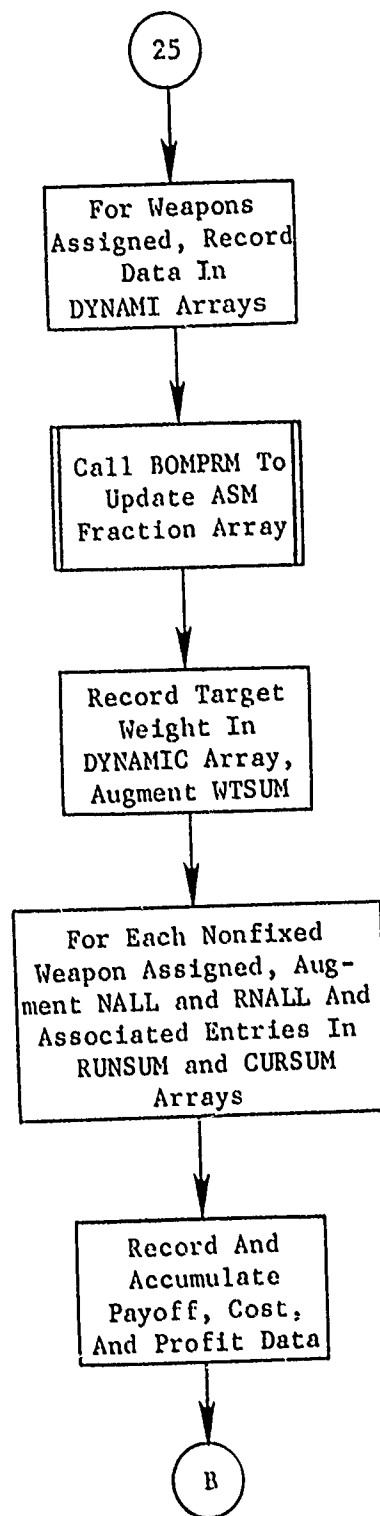 25
For Weapons
Assigned, Record
Data In
DYNAMI Arrays
Call BOMPRM To
Update ASM
Fraction Array
Record Target
Weight In
DYNAMIC Array,
Augment WTSUM
For Each Nonfixed
Weapon Assigned, Aug-
ment NALL and RNALL And
Associated Entries In
RUNSUM and CURSUM
Arrays
Record And
Accumulate
Payoff, Cost,
And Profit Data
B